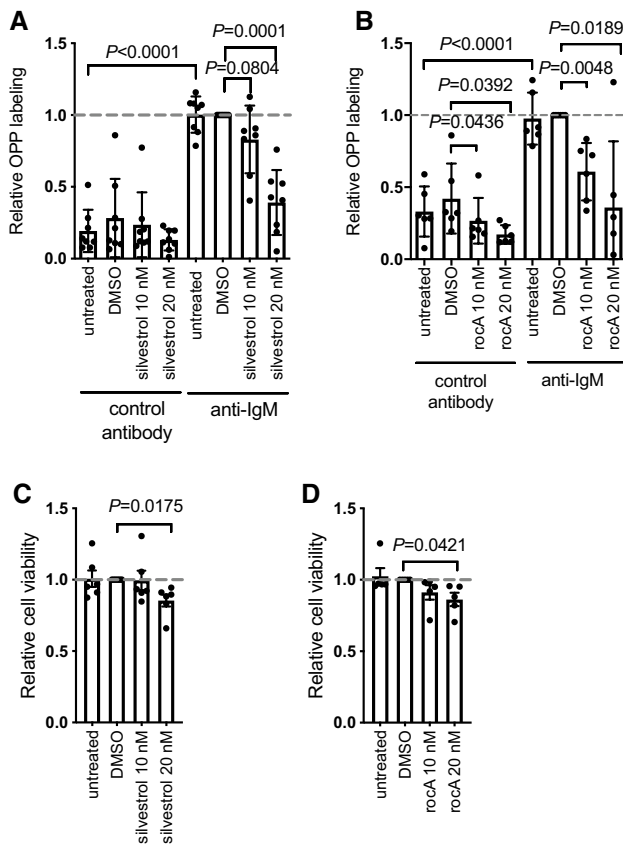 A
Relative OPP labeling
1.5
1.0
0.5
0.0
P<0.0001
P=0.0001
P=0.0804
untreated
DMSO
silvestrol 10 nM
silvestrol 20 nM
untreated
DMSO
silvestrol 10 nM
silvestrol 20 nM
control
antibody
anti-IgM
B
Relative OPP labeling
1.5
1.0
0.5
0.0
P=0.0189
P<0.0001
P=0.0048
P=0.0392
P=0.0436
untreated
DMSO
rocA 10 nM
rocA 20 nM
untreated
DMSO
rocA 10 nM
rocA 20 nM
control
antibody
anti-IgM
C
Relative cell viability
1.5
1.0
0.5
0.0
P=0.0175
untreated
DMSO
silvestrol 10 nM
silvestrol 20 nM
D
Relative cell viability
1.5
1.0
0.5
0.0
P=0.0421
untreated
DMSO
rocA 10 nM
rocA 20 nM